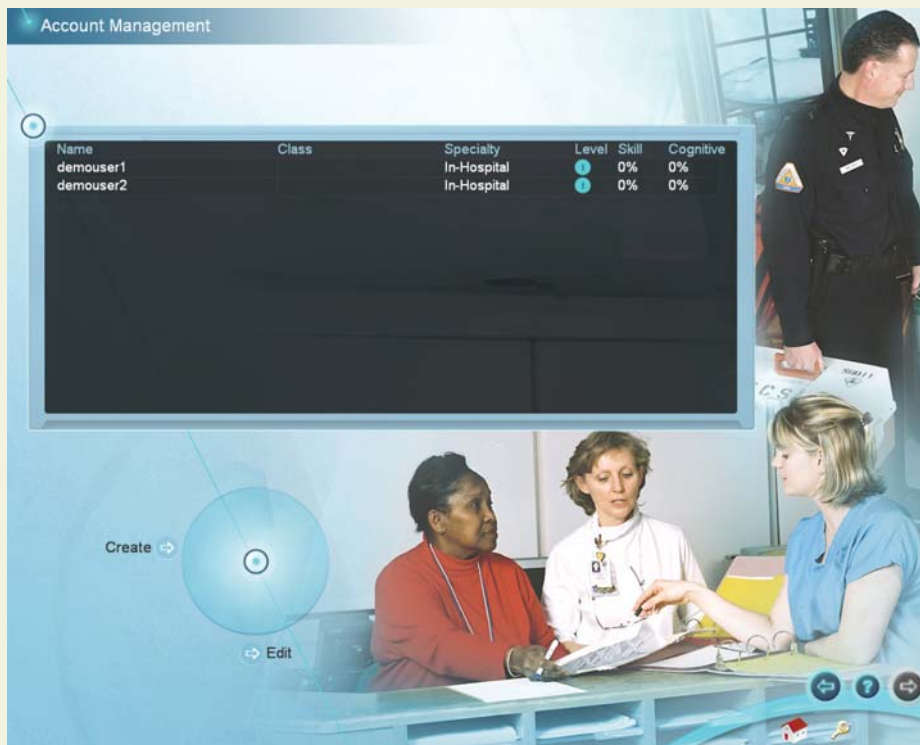 Account Management
Name Class Specialty Level Skill Cognitive
demouser1 In-Hospital I 0% 0%
demouser2 In-Hospital I 0% 0%
Create
Edit
?